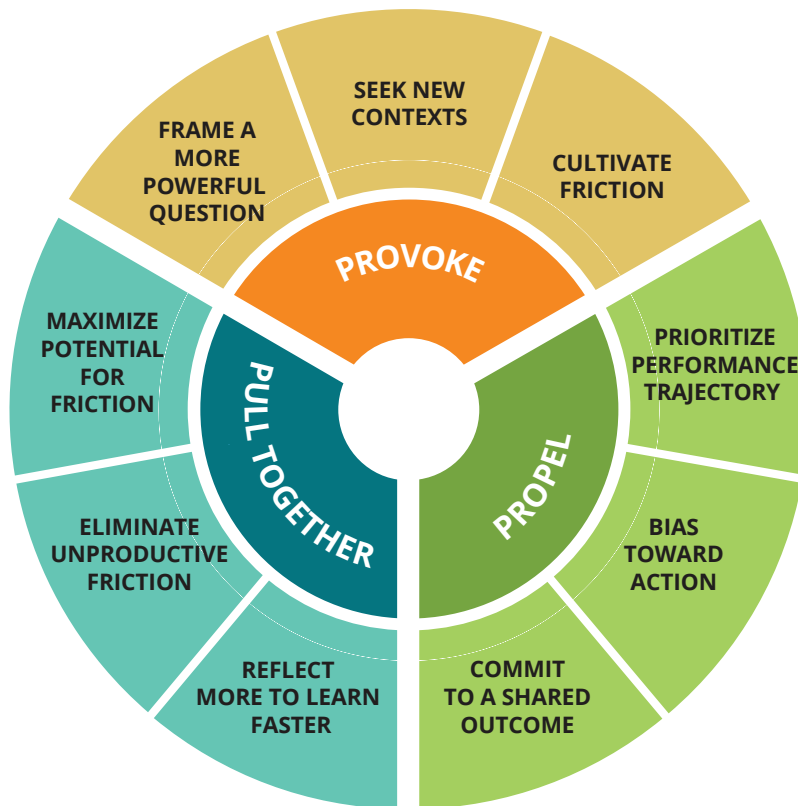 SEEK NEW
CONTEXTS
FRAME A
MORE
POWERFUL
QUESTION
CULTIVATE
FRICTION
PROVOKE
MAXIMIZE
POTENTIAL
FOR
FRICTION
PRIORITIZE
PERFORMANCE
TRAJECTORY
PULL TOGETHER
PROPEL
ELIMINATE
UNPRODUCTIVE
FRICTION
BIAS
TOWARD
ACTION
REFLECT
MORE TO LEARN
FASTER
COMMIT
TO A SHARED
OUTCOME